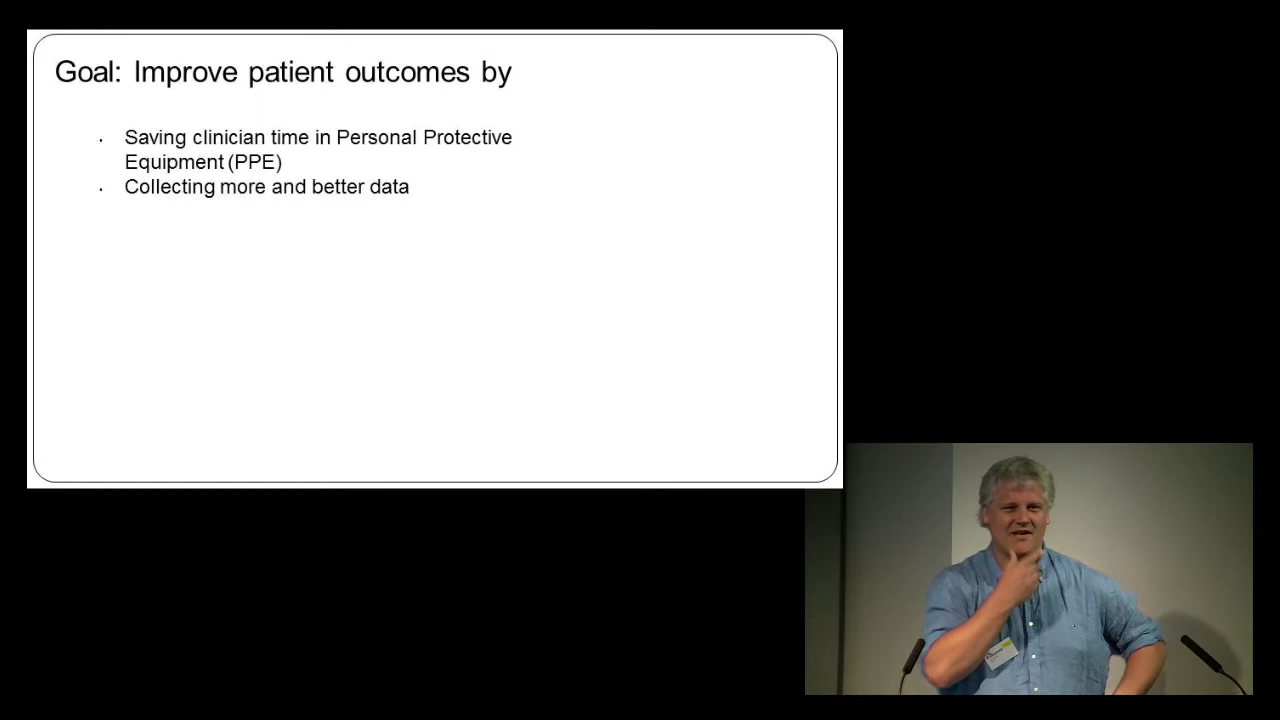 Goal: Improve patient outcomes by
· Saving clinician time in Personal Protective
Equipment (PPE)
· Collecting more and better data